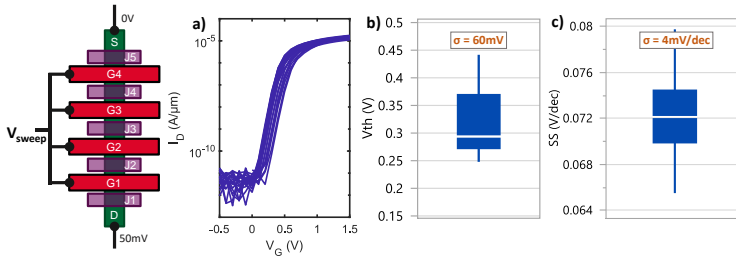 0V
S
J5
G4
J4
G3
J3
V_sweep
G2
J2
G1
J1
D
50mV
a)
I_D (A/μm)
10^-5
10^-10
-0.5
0
0.5
1
1.5
V_G (V)
b)
σ = 60mV
Vth (V)
0.5
0.45
0.4
0.35
0.3
0.25
0.2
0.15
c)
σ = 4mV/dec
SS (V/dec)
0.08
0.076
0.072
0.068
0.064